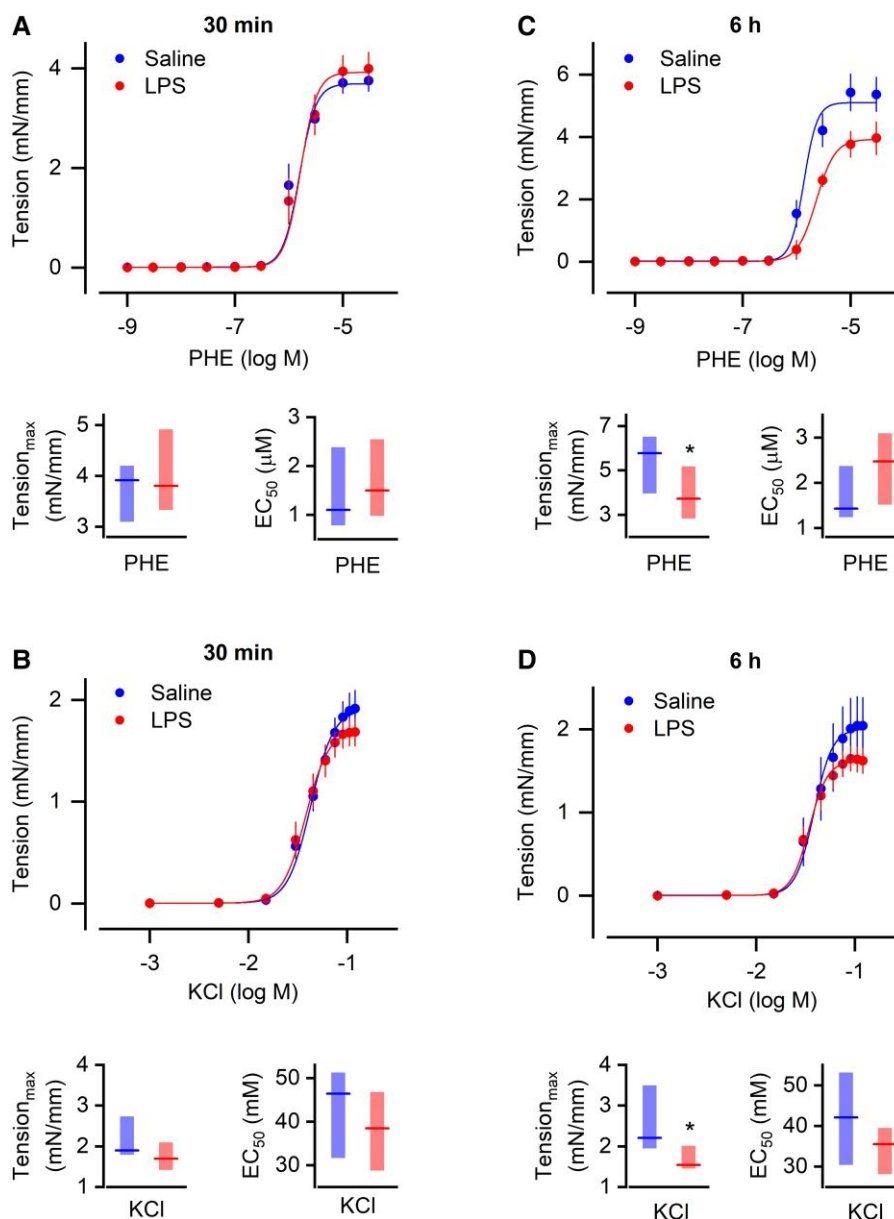 A
30 min
Saline
LPS
Tension (mN/mm)
4
2
0
-9
-7
-5
PHE (log M)
Tensionmax
(mN/mm)
5
4
3
PHE
EC50 (μM)
3
2
1
PHE
C
6 h
Saline
LPS
Tension (mN/mm)
6
4
2
0
-9
-7
-5
PHE (log M)
Tensionmax
(mN/mm)
7
5
3
*
PHE
EC50 (μM)
3
2
1
PHE
B
30 min
Saline
LPS
Tension (mN/mm)
2
1
0
-3
-2
-1
KCl (log M)
Tensionmax
(mN/mm)
4
3
2
1
KCl
EC50 (mM)
50
40
30
KCl
D
6 h
Saline
LPS
Tension (mN/mm)
2
1
0
-3
-2
-1
KCl (log M)
Tensionmax
(mN/mm)
4
3
2
1
*
KCl
EC50 (mM)
50
40
30
KCl